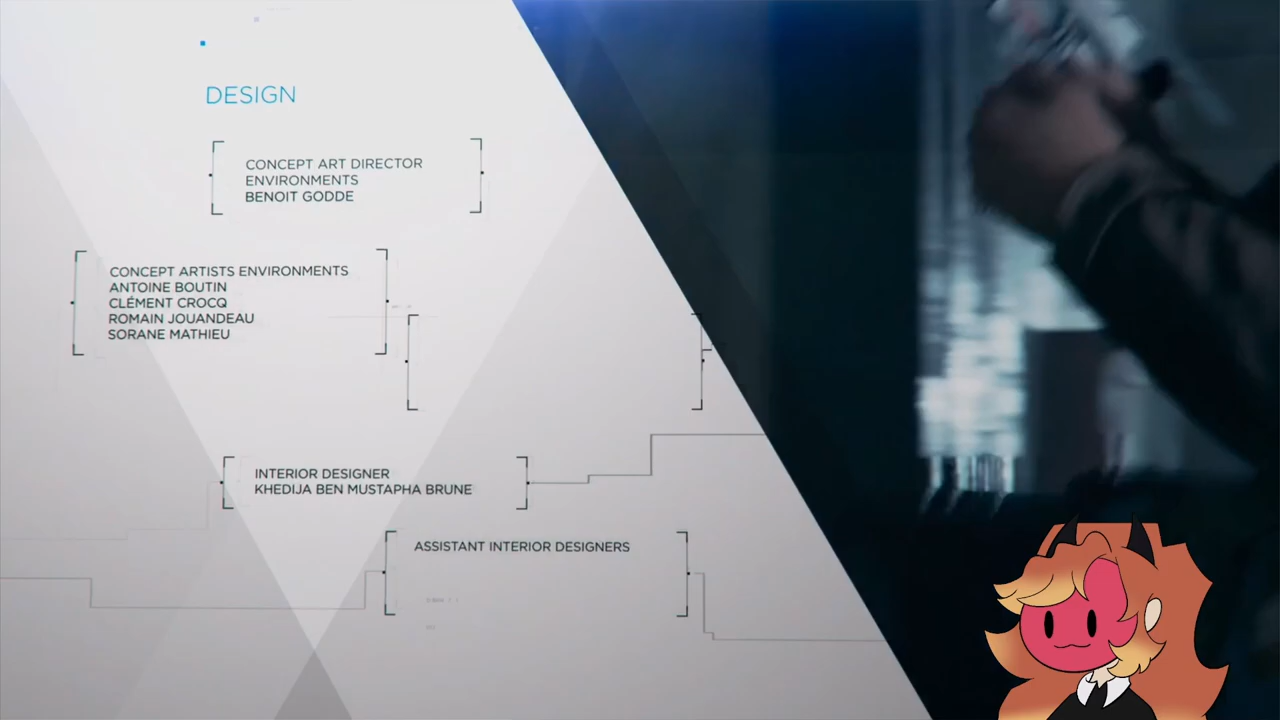 DESIGN
CONCEPT ART DIRECTOR
ENVIRONMENTS
BENOIT GODDE
CONCEPT ARTISTS ENVIRONMENTS
ANTOINE BOUTIN
CLÉMENT CROCQ
ROMAIN JOUANDEAU
SORANE MATHIEU
INTERIOR DESIGNER
KHEDIJA BEN MUSTAPHA BRUNE
ASSISTANT INTERIOR DESIGNERS